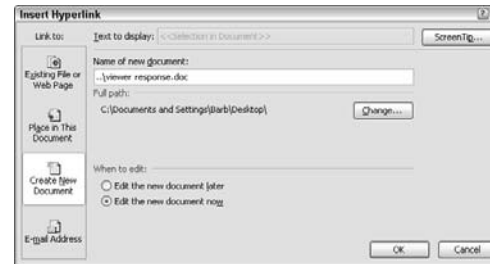 Insert Hyperlink
Link to:
Text to display: <<Selection in Document>>
ScreenTip...
Existing File or
Web Page
Name of new document:
..\viewer response.doc
Full path:
C:\Documents and Settings\Barb\Desktop\
Change...
Place in This
Document
Create New
Document
When to edit:
Edit the new document later
Edit the new document now
E-mail Address
OK
Cancel